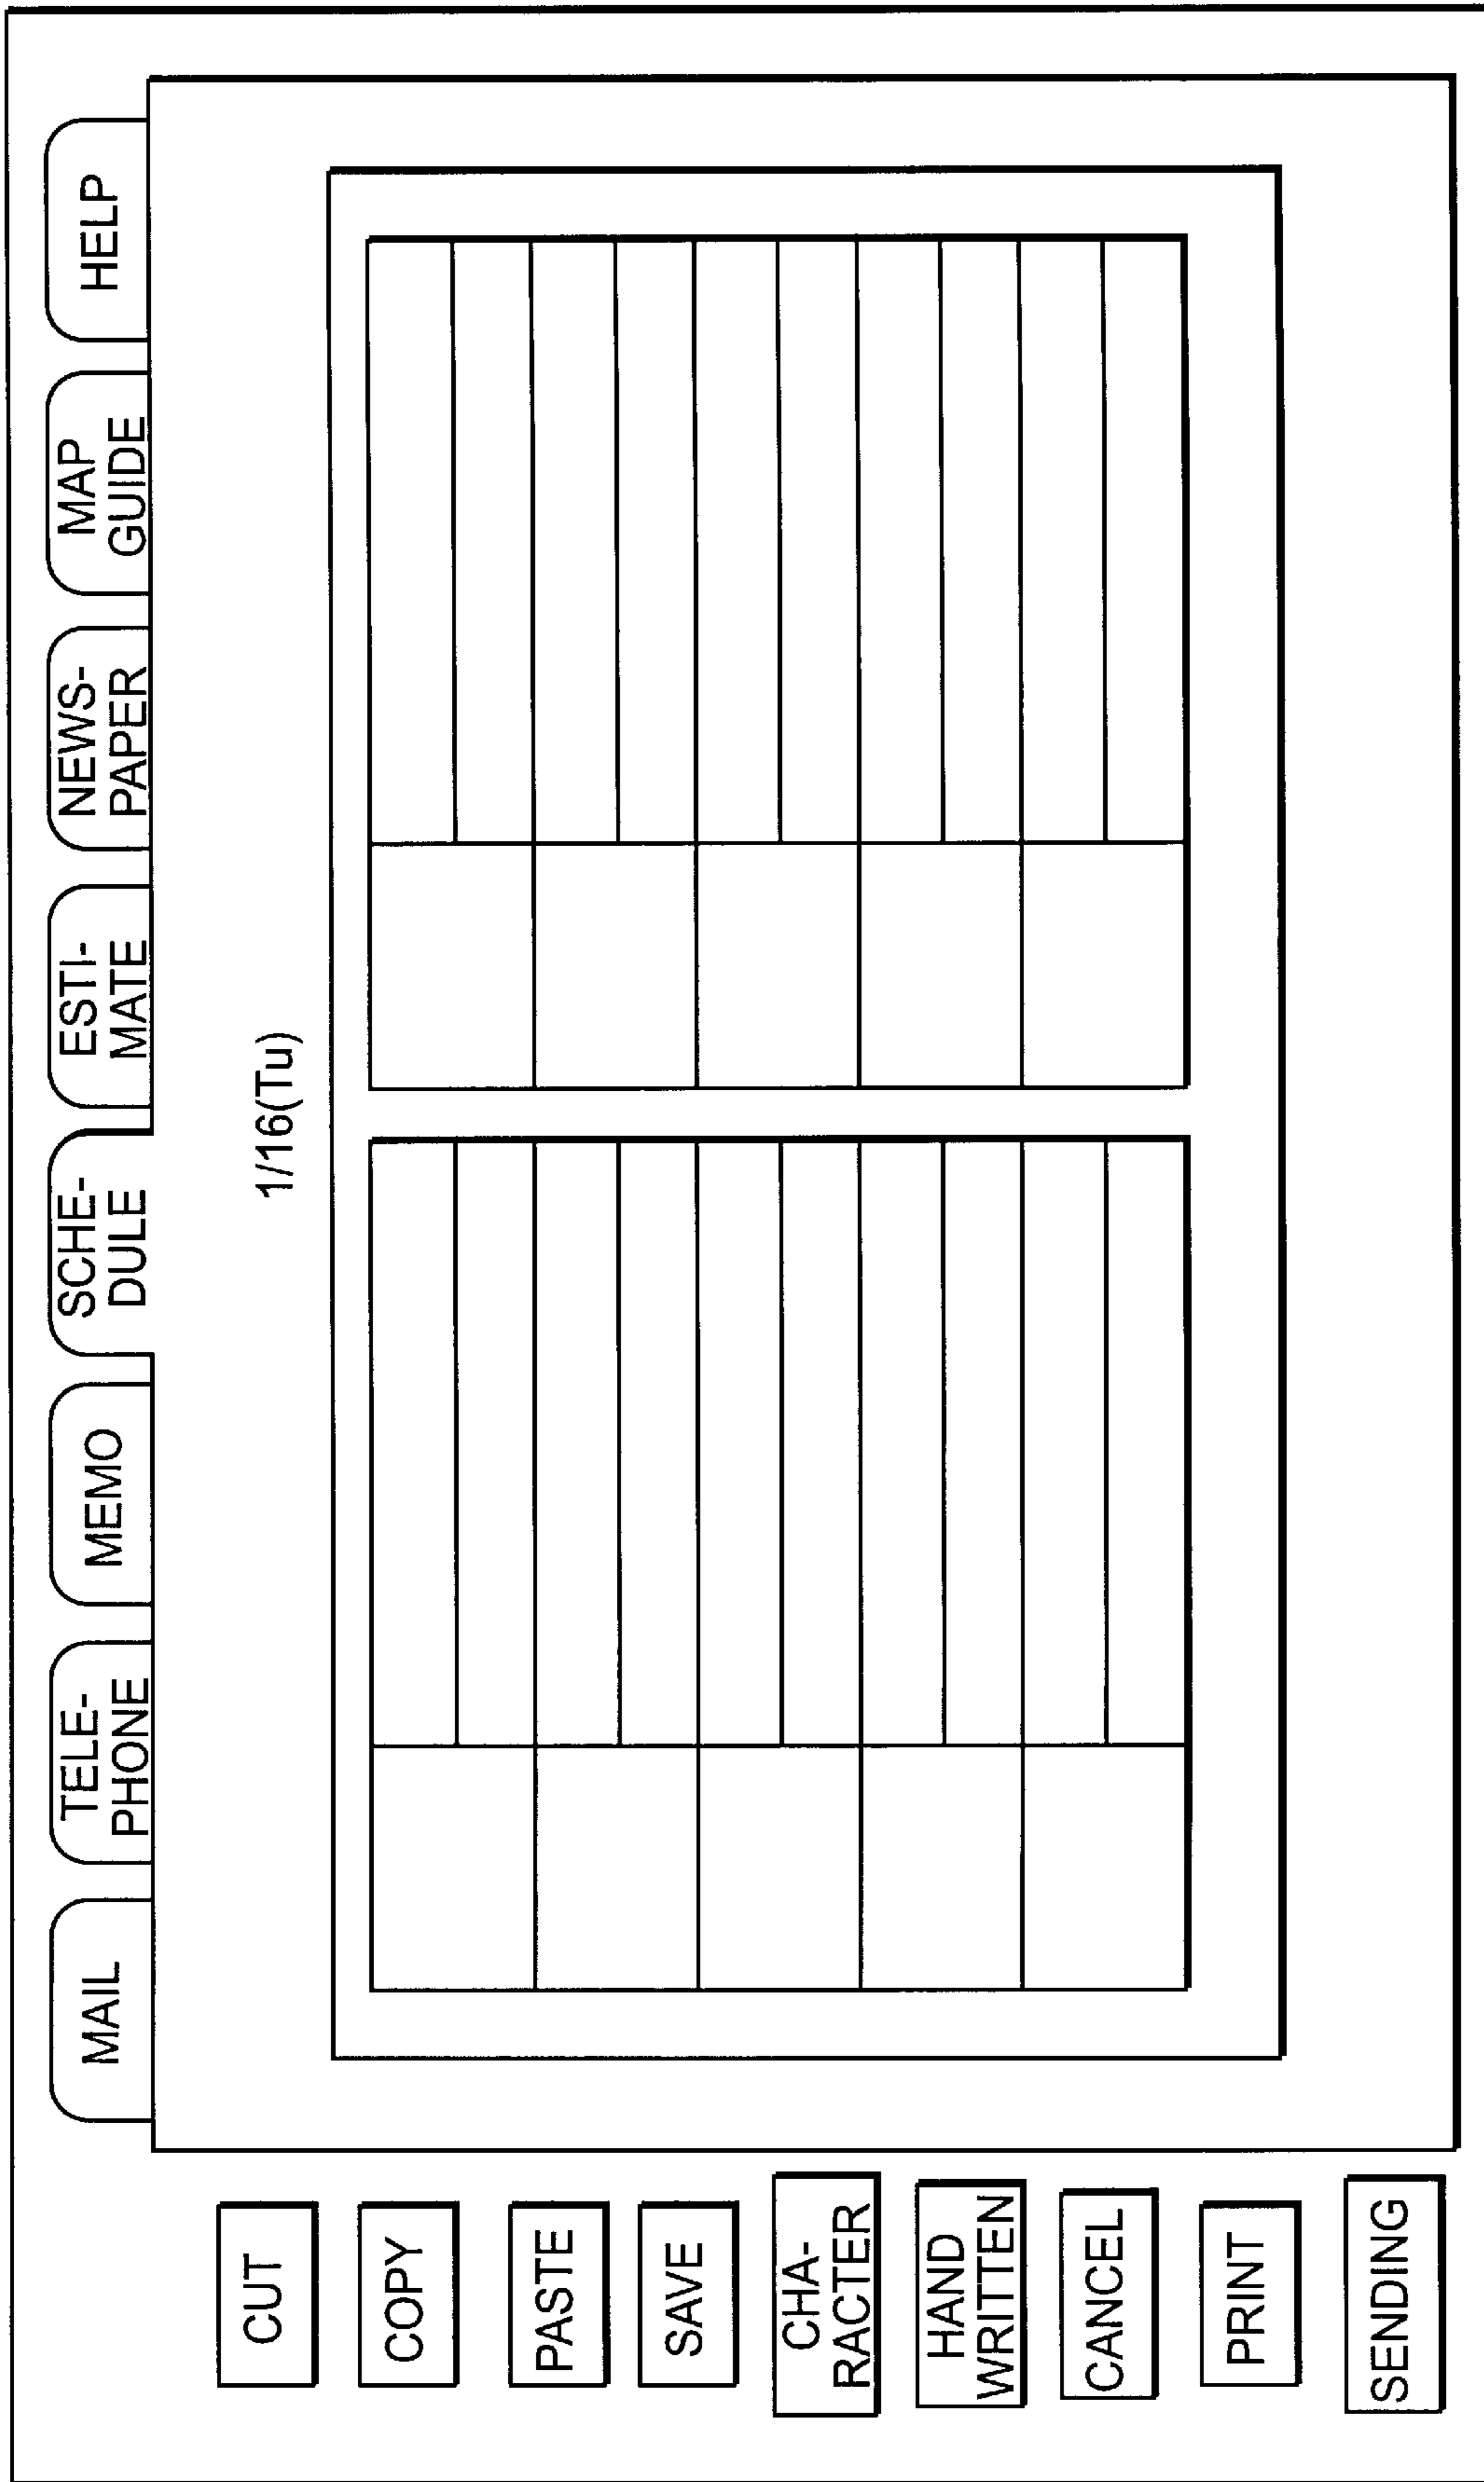 MAIL
TELE-
PHONE
MEMO
SCHE-
DULE
ESTI-
MATE
NEWS-
PAPER
MAP
GUIDE
HELP
1/16(Tu)
CUT
COPY
PASTE
SAVE
CHA-
RACTER
HAND
WRITTEN
CANCEL
PRINT
SENDING